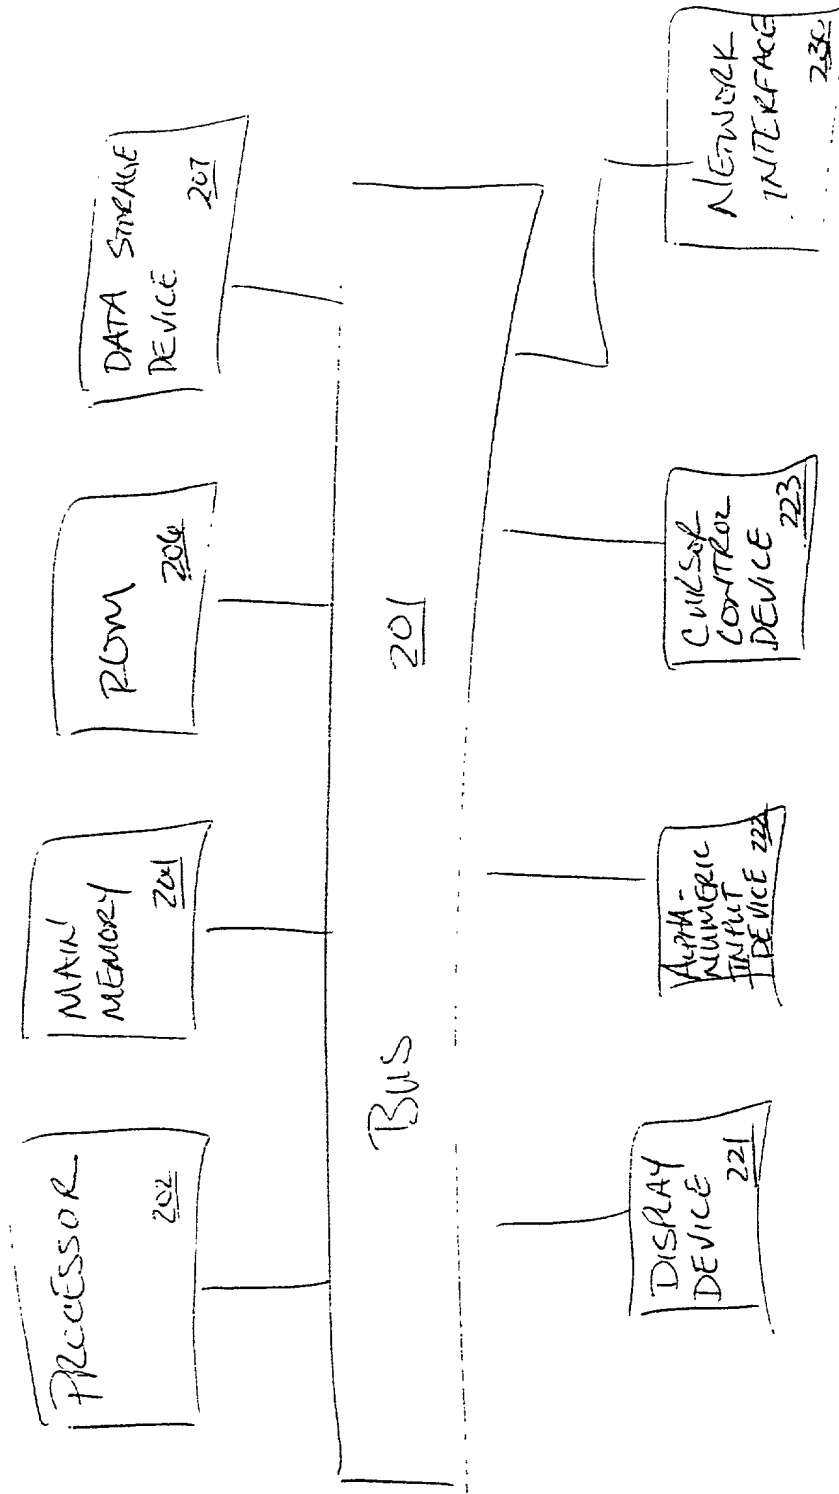 PROCESSOR
202
MAIN
MEMORY
204
ROM
206
DATA STORAGE
DEVICE
207
BUS
201
DISPLAY
DEVICE
221
ALPHA-
NUMERIC
INPUT
DEVICE 222
CURSOR
CONTROL
DEVICE
223
NETWORK
INTERFACE
230